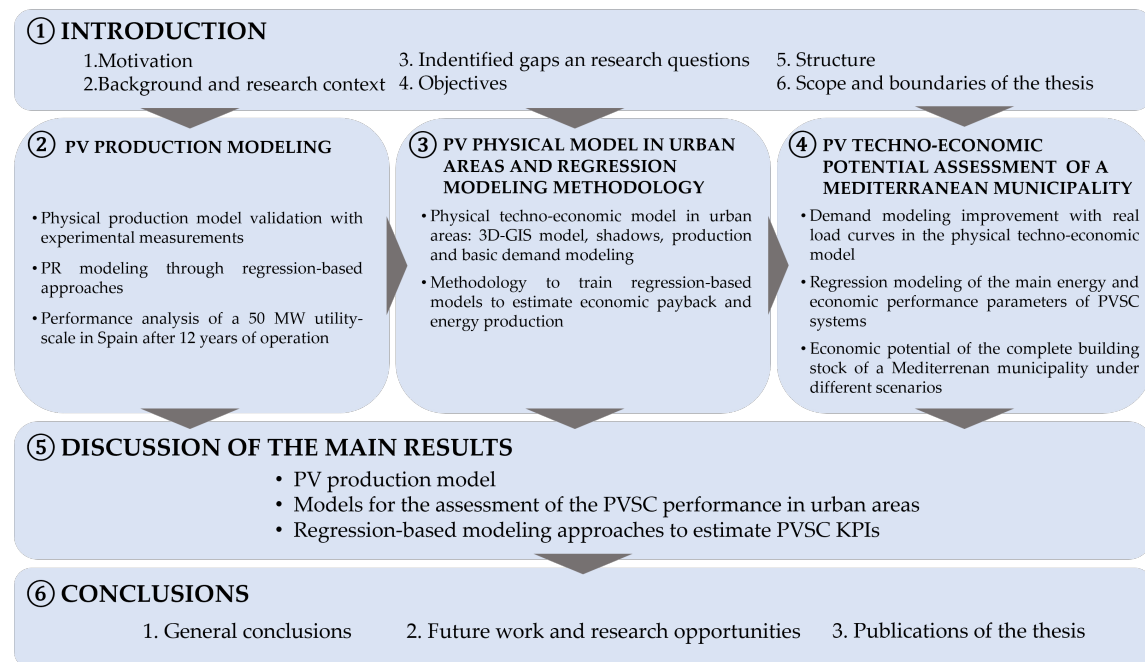 ① INTRODUCTION
1.Motivation
2.Background and research context
3. Indentified gaps an research questions
4. Objectives
5. Structure
6. Scope and boundaries of the thesis
② PV PRODUCTION MODELING
• Physical production model validation with
experimental measurements
• PR modeling through regression-based
approaches
• Performance analysis of a 50 MW utility-
scale in Spain after 12 years of operation
③ PV PHYSICAL MODEL IN URBAN
AREAS AND REGRESSION
MODELING METHODOLOGY
• Physical techno-economic model in urban
areas: 3D-GIS model, shadows, production
and basic demand modeling
• Methodology to train regression-based
models to estimate economic payback and
energy production
④ PV TECHNO-ECONOMIC
POTENTIAL ASSESSMENT OF A
MEDITERRANEAN MUNICIPALITY
• Demand modeling improvement with real
load curves in the physical techno-economic
model
• Regression modeling of the main energy and
economic performance parameters of PVSC
systems
• Economic potential of the complete building
stock of a Mediterrenan municipality under
different scenarios
⑤ DISCUSSION OF THE MAIN RESULTS
• PV production model
• Models for the assessment of the PVSC performance in urban areas
• Regression-based modeling approaches to estimate PVSC KPIs
⑥ CONCLUSIONS
1. General conclusions
2. Future work and research opportunities
3. Publications of the thesis